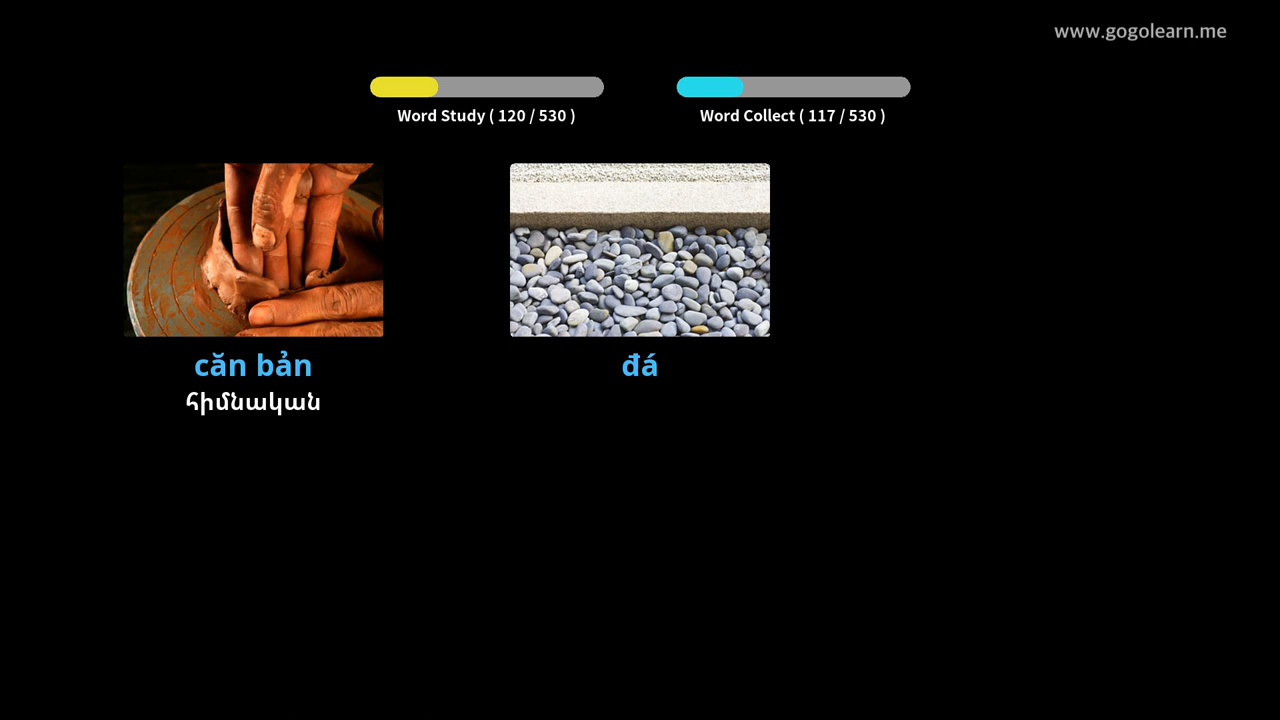 www.gogolearn.me
Word Study ( 120 / 530 )
Word Collect ( 117 / 530 )
căn bản
հիմնական
đá